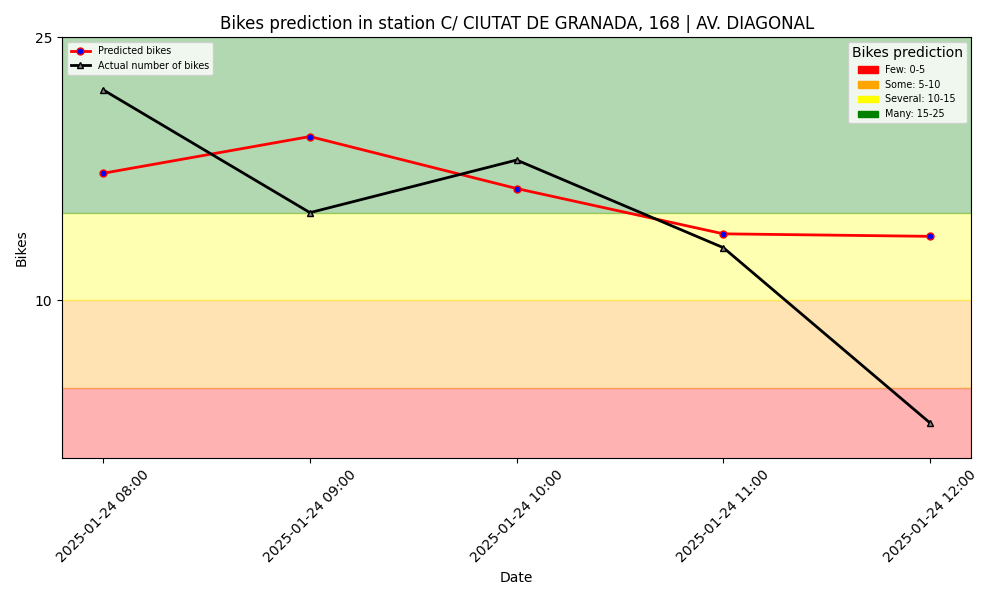 Bikes prediction in station C/ CIUTAT DE GRANADA, 168 | AV. DIAGONAL
25
10
Bikes
Predicted bikes
Actual number of bikes
Bikes prediction
Few: 0-5
Some: 5-10
Several: 10-15
Many: 15-25
2025-01-24 08:00
2025-01-24 09:00
2025-01-24 10:00
2025-01-24 11:00
2025-01-24 12:00
Date